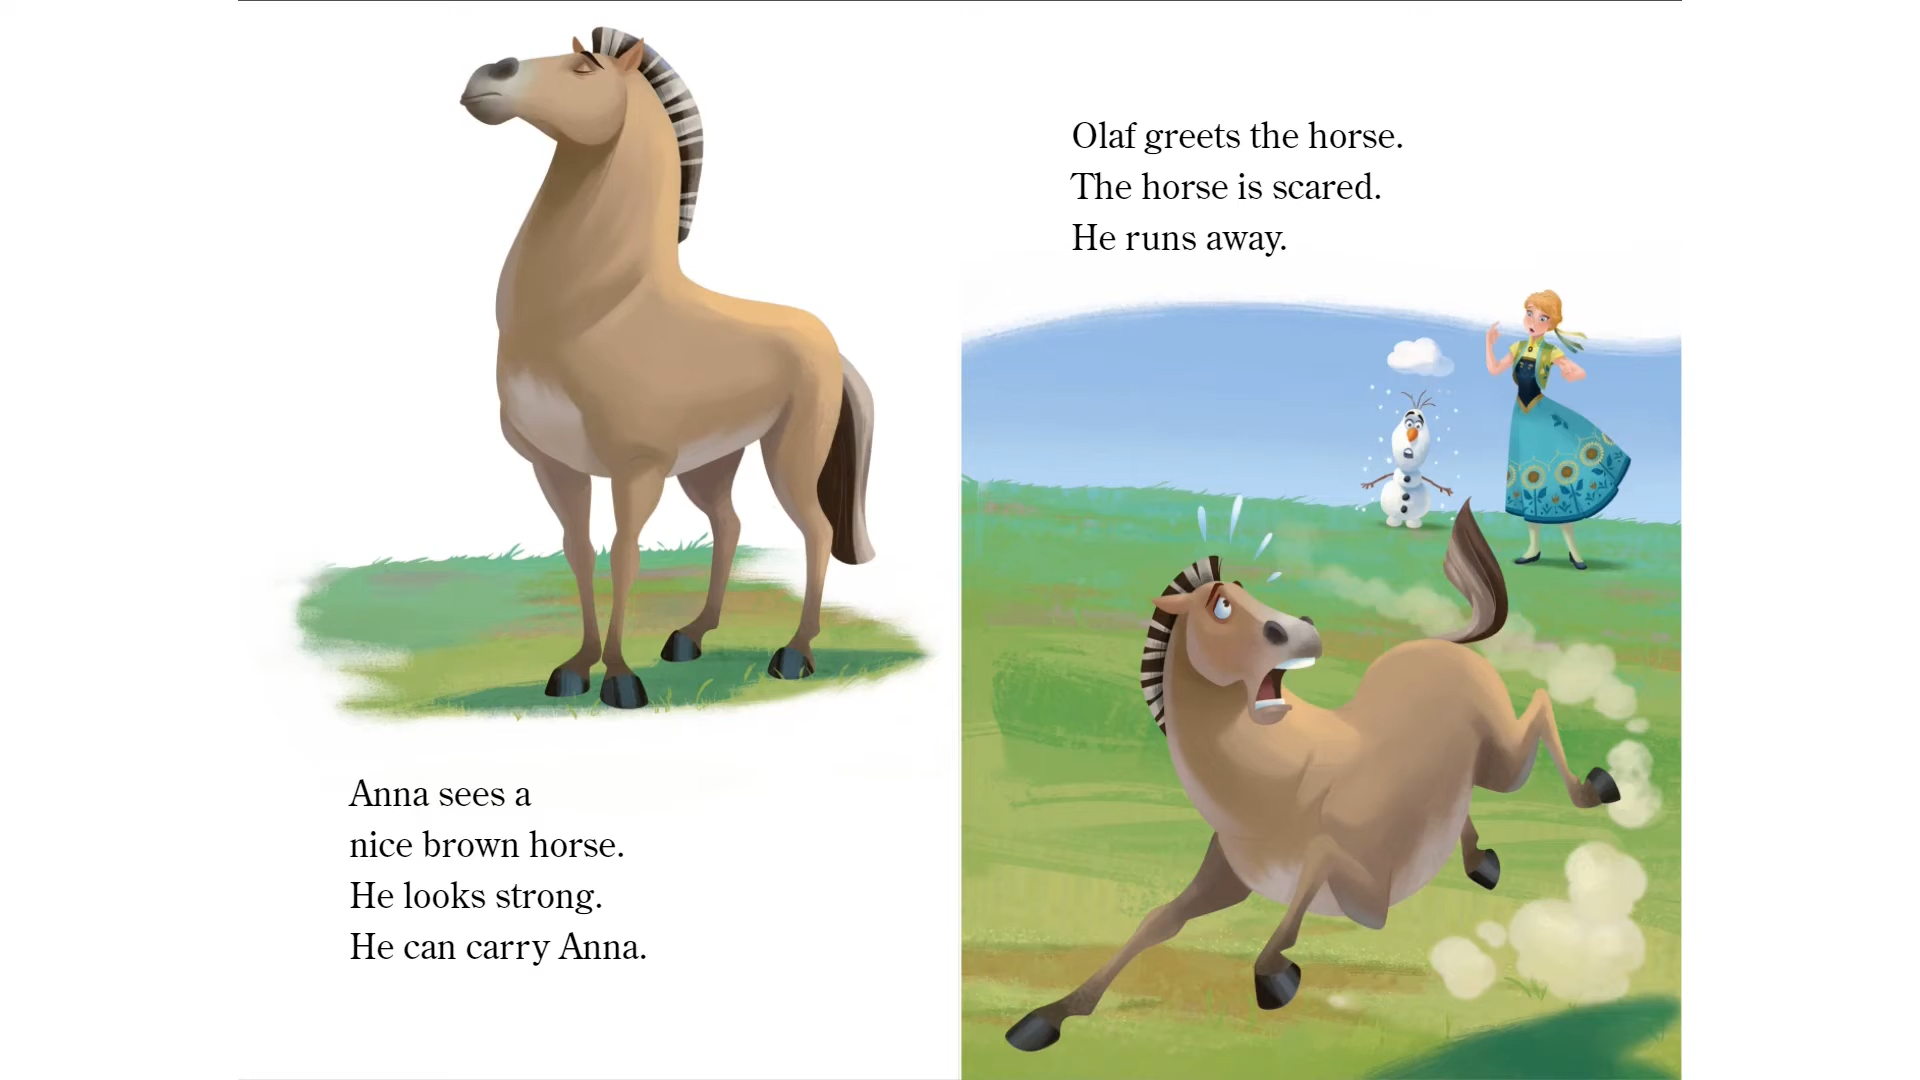 Anna sees a
nice brown horse.
He looks strong.
He can carry Anna.
Olaf greets the horse.
The horse is scared.
He runs away.